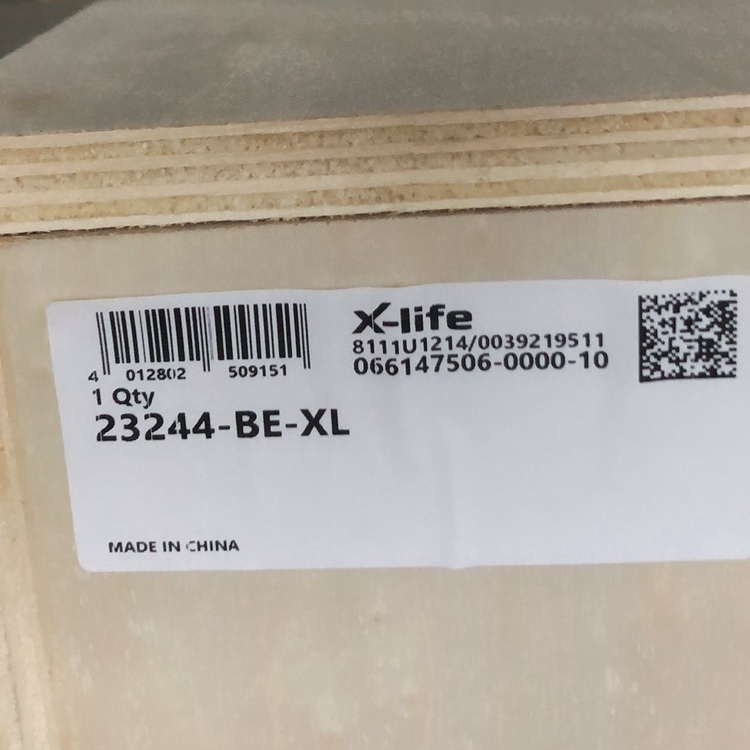 4 012802 509151
1 Qty
23244-BE-XL
X-life
8111U1214/0039219511
066147506-0000-10
MADE IN CHINA